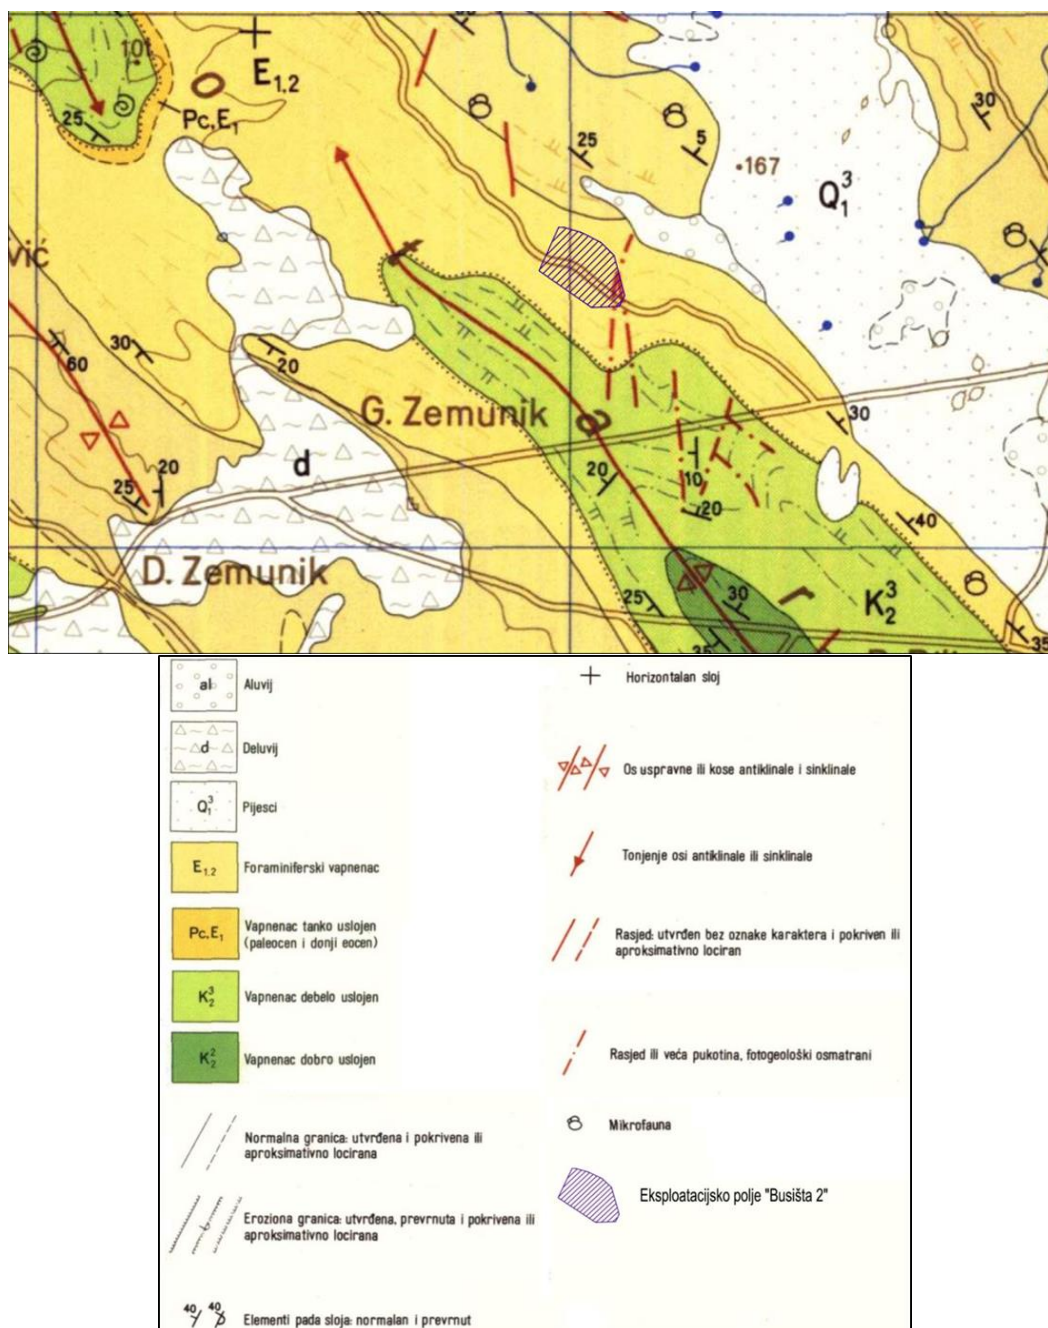 30
101
E1.2
Pc,E1
25
25
5
167
Q₁³
30
vić
60
30
20
G. Zemunik
30
d
20
25
20
10
20
40
D. Zemunik
25
30
K₂³
35
35
al Aluvij
d Deluvij
Q₁³ Pijesci
E1.2 Foraminiferski vapnenac
Pc,E1 Vapnenac tanko uslojen
(paleocen i donji eocen)
K₂³ Vapnenac debelo uslojen
K₂² Vapnenac dobro uslojen
Normalna granica: utvrđena i pokrivena ili
aproksimativno locirana
Eroziona granica: utvrđena, prevrnuta i pokrivena ili
aproksimativno locirana
40 40 Elementi pada sloja: normalan i prevrnut
Horizontalan sloj
Os uspravne ili kose antiklinale i sinklinale
Tonjenje osi antiklinale ili sinklinale
Rasjed: utvrđen bez oznake karaktera i pokriven ili
aproksimativno lociran
Rasjed ili veća pukotina, fotogeološki osmatrani
Mikrofauna
Eksploatacijsko polje "Busišta 2"